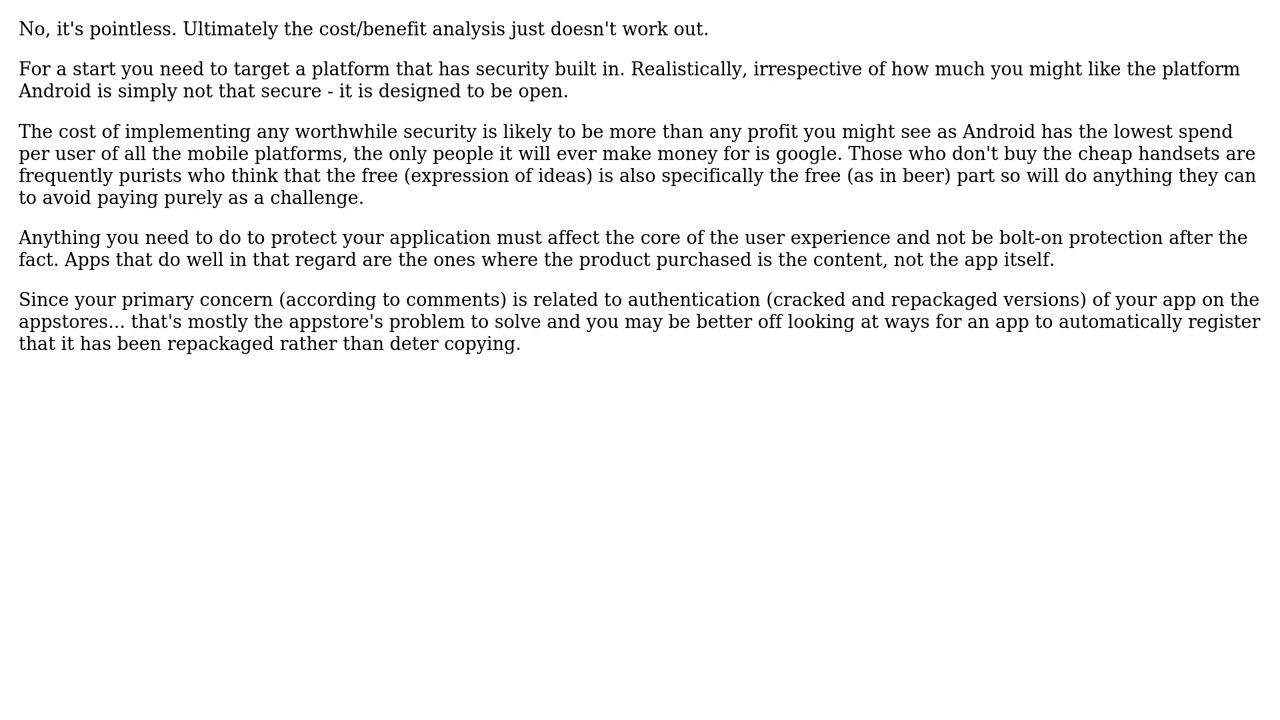 No, it's pointless. Ultimately the cost/benefit analysis just doesn't work out.
For a start you need to target a platform that has security built in. Realistically, irrespective of how much you might like the platform
Android is simply not that secure - it is designed to be open.
The cost of implementing any worthwhile security is likely to be more than any profit you might see as Android has the lowest spend
per user of all the mobile platforms, the only people it will ever make money for is google. Those who don't buy the cheap handsets are
frequently purists who think that the free (expression of ideas) is also specifically the free (as in beer) part so will do anything they can
to avoid paying purely as a challenge.
Anything you need to do to protect your application must affect the core of the user experience and not be bolt-on protection after the
fact. Apps that do well in that regard are the ones where the product purchased is the content, not the app itself.
Since your primary concern (according to comments) is related to authentication (cracked and repackaged versions) of your app on the
appstores... that's mostly the appstore's problem to solve and you may be better off looking at ways for an app to automatically register
that it has been repackaged rather than deter copying.